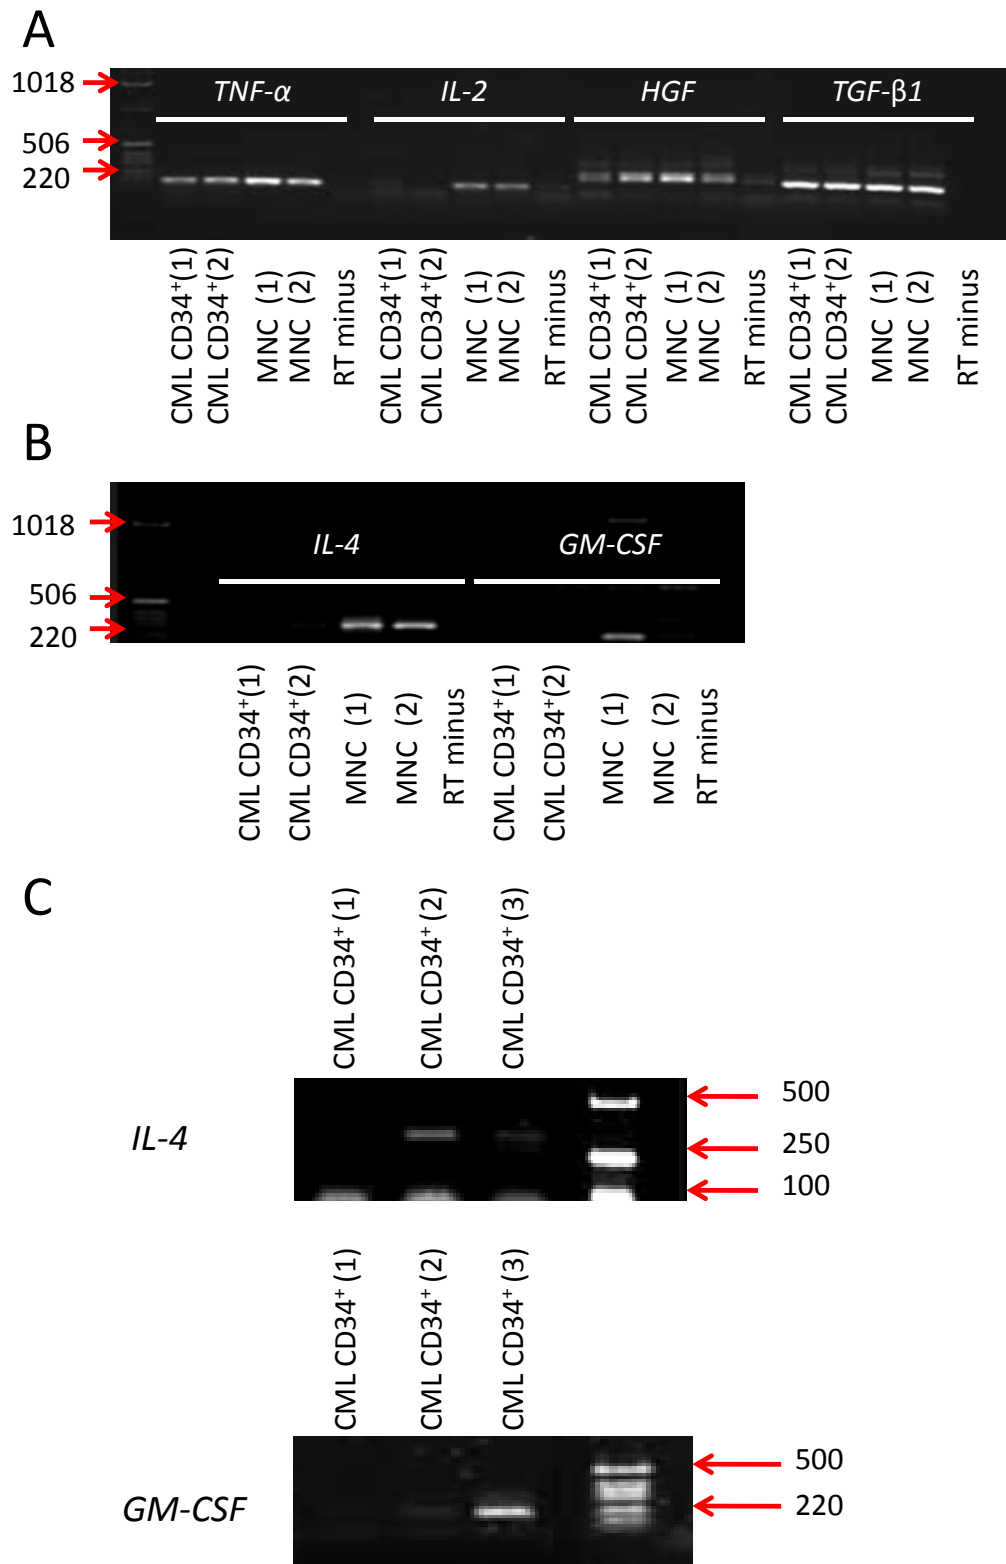 A
1018
506
220
TNF-α IL-2 HGF TGF-β1
CML CD34⁺(1) CML CD34⁺(2) MNC (1) MNC (2) RT minus CML CD34⁺(1) CML CD34⁺(2) MNC (1) MNC (2) RT minus CML CD34⁺(1) CML CD34⁺(2) MNC (1) MNC (2) RT minus CML CD34⁺(1) CML CD34⁺(2) MNC (1) MNC (2) RT minus
B
1018
506
220
IL-4 GM-CSF
CML CD34⁺(1) CML CD34⁺(2) MNC (1) MNC (2) RT minus CML CD34⁺(1) CML CD34⁺(2) MNC (1) MNC (2) RT minus
C
CML CD34⁺ (1) CML CD34⁺ (2) CML CD34⁺ (3)
IL-4
500
250
100
CML CD34⁺ (1) CML CD34⁺ (2) CML CD34⁺ (3)
GM-CSF
500
220